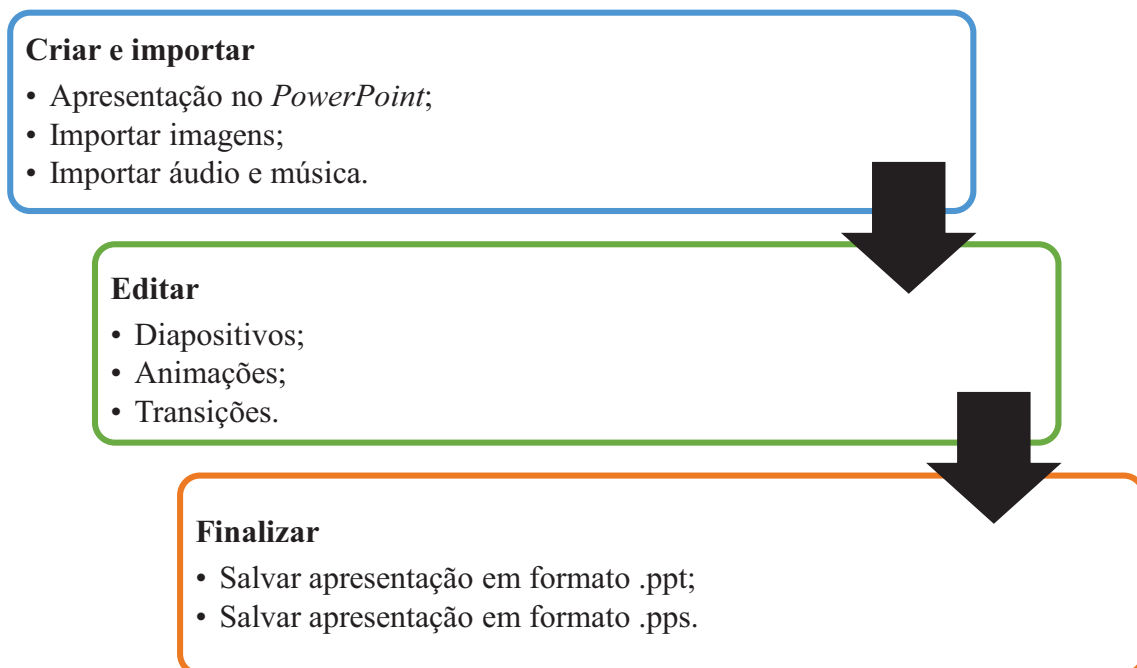 Criar e importar
• Apresentação no PowerPoint;
• Importar imagens;
• Importar áudio e música.
Editar
• Diapositivos;
• Animações;
• Transições.
Finalizar
• Salvar apresentação em formato .ppt;
• Salvar apresentação em formato .pps.